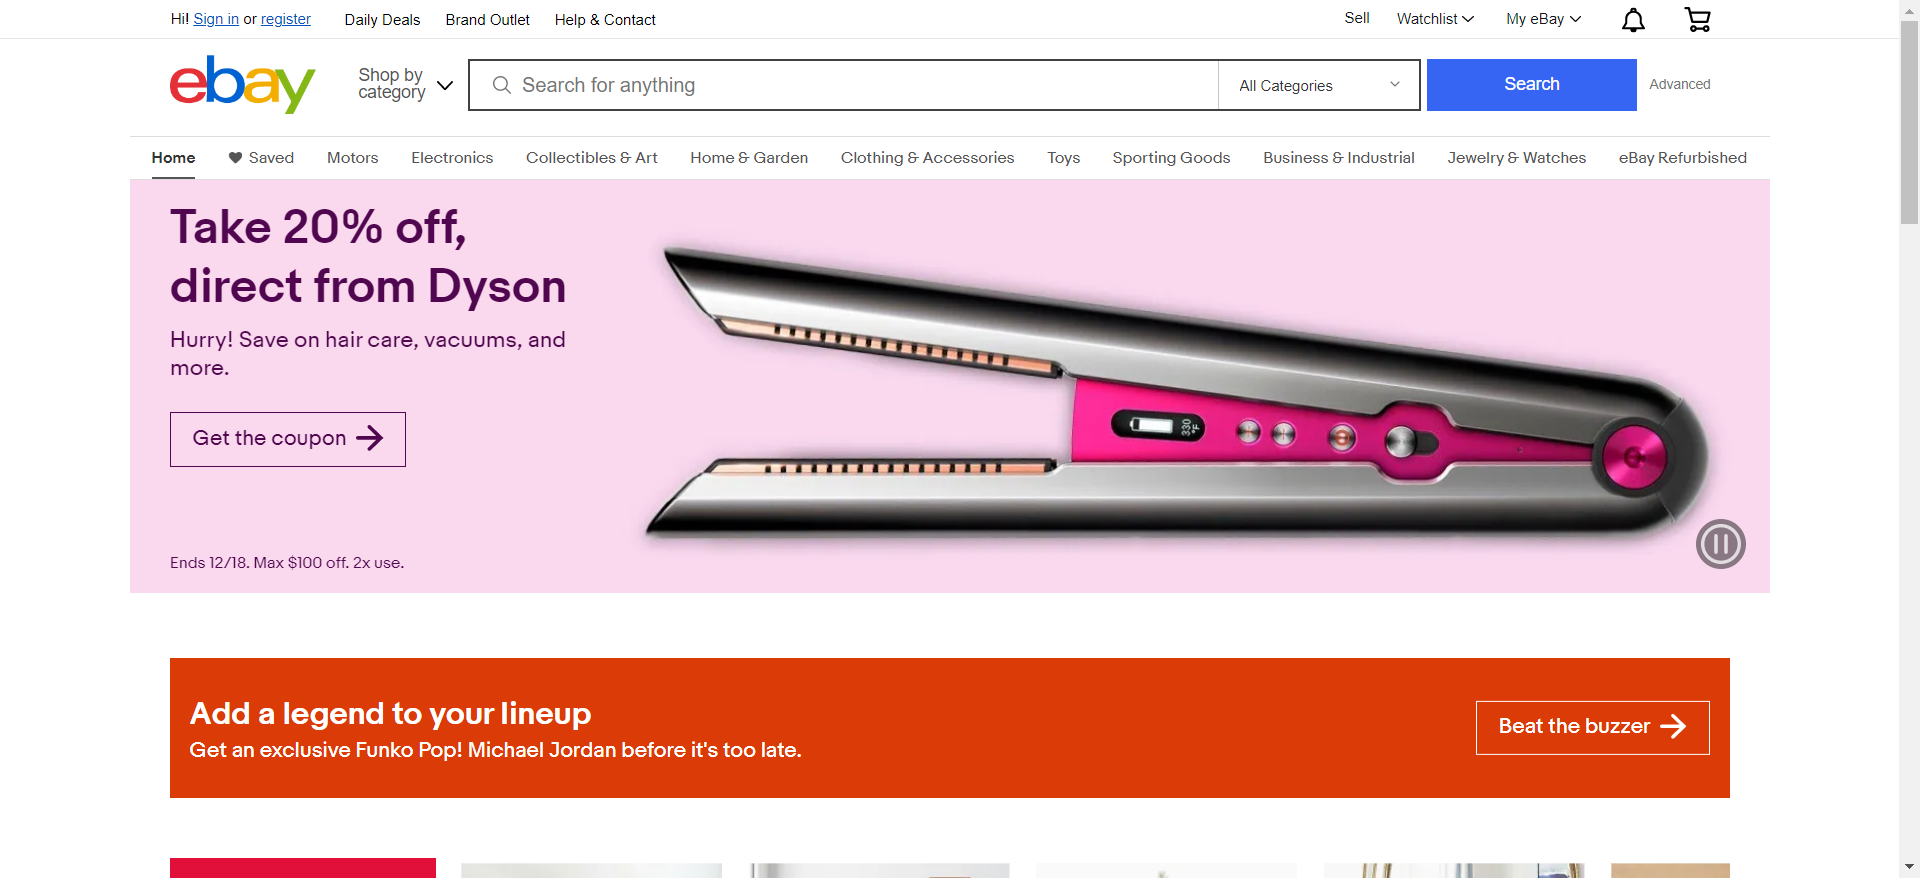 Hi! Sign in or register
Daily Deals
Brand Outlet
Help & Contact
Sell
Watchlist
My eBay
ebay
Shop by
category
Search for anything
All Categories
Search
Advanced
Home
Saved
Motors
Electronics
Collectibles & Art
Home & Garden
Clothing & Accessories
Toys
Sporting Goods
Business & Industrial
Jewelry & Watches
eBay Refurbished
Take 20% off,
direct from Dyson
Hurry! Save on hair care, vacuums, and
more.
Get the coupon
330
°F
Ends 12/18. Max $100 off. 2x use.
Add a legend to your lineup
Get an exclusive Funko Pop! Michael Jordan before it's too late.
Beat the buzzer